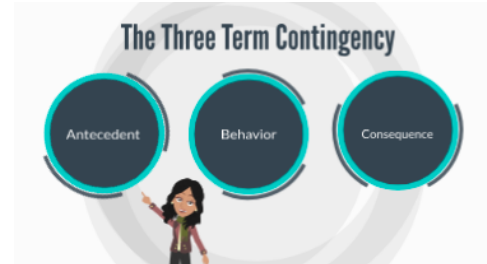 The Three Term Contingency
Antecedent
Behavior
Consequence